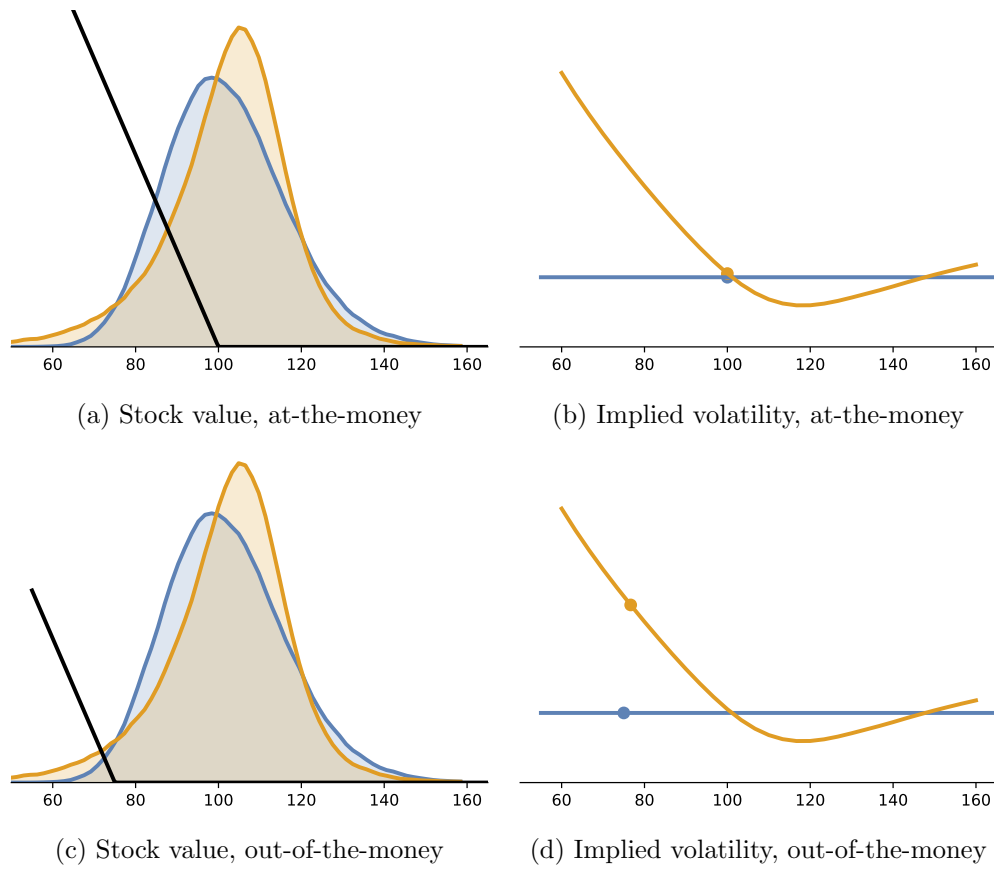 60 80 100 120 140 160
60 80 100 120 140 160
(a) Stock value, at-the-money
(b) Implied volatility, at-the-money
60 80 100 120 140 160
60 80 100 120 140 160
(c) Stock value, out-of-the-money
(d) Implied volatility, out-of-the-money